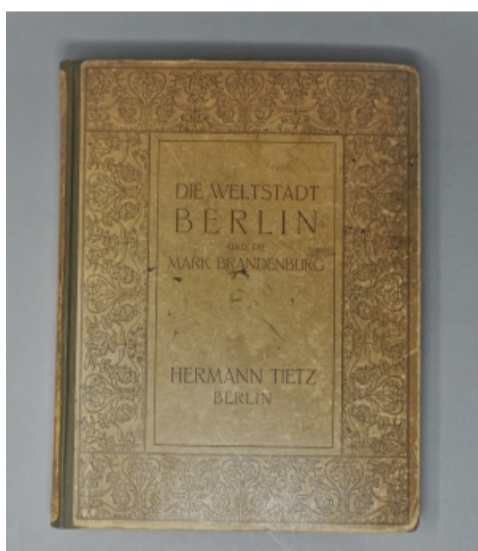 DIE WELTSTADT
BERLIN
UND DIE
MARK BRANDENBURG
HERMANN TIETZ
BERLIN